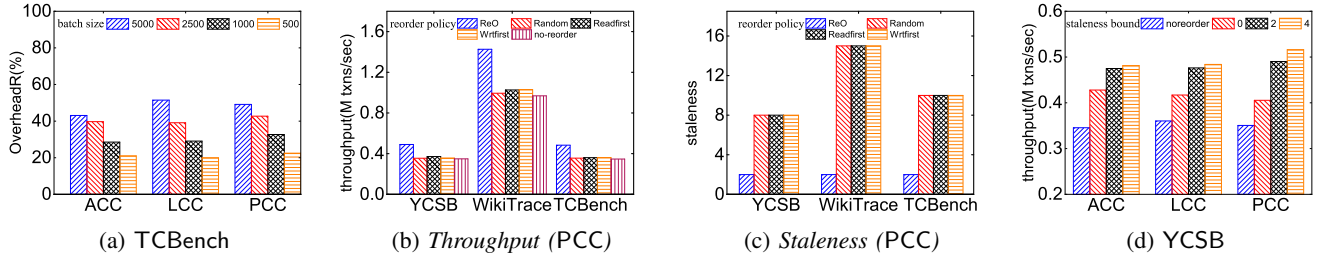 (a)
batch size 5000 2500 1000 500
100
80
60
40
20
0
OverheadR(%)
ACC LCC PCC
(a) TCBench
(b)
reorder policy ReO Random Readfirst
Wrtfirst no-reorder
1.6
1.2
0.8
0.4
0.0
throughput(M txns/sec)
YCSB WikiTrace TCBench
(b) Throughput (PCC)
(c)
reorder policy ReO Random
Readfirst Wrtfirst
16
12
8
4
0
staleness
YCSB WikiTrace TCBench
(c) Staleness (PCC)
(d)
staleness bound noreorder 0 2 4
0.6
0.5
0.4
0.3
0.2
throughput(M txns/sec)
ACC LCC PCC
(d) YCSB